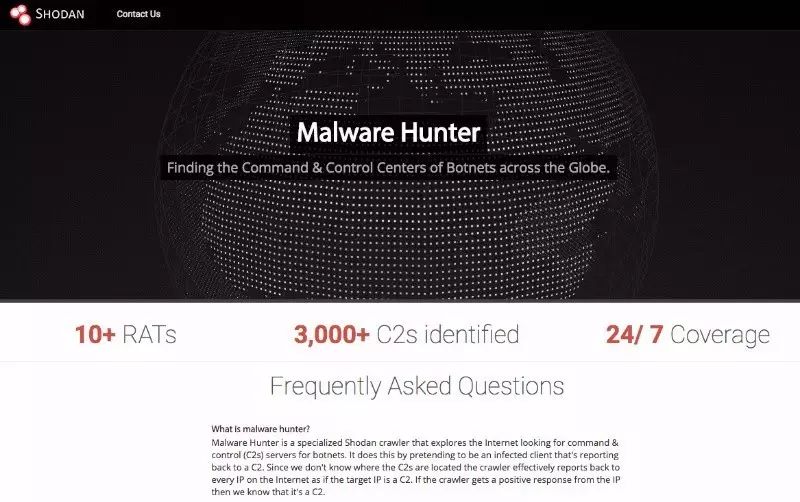 SHODAN Contact Us
Malware Hunter
Finding the Command & Control Centers of Botnets across the Globe.
10+ RATs 3,000+ C2s identified 24/ 7 Coverage
Frequently Asked Questions
What is malware hunter?
Malware Hunter is a specialized Shodan crawler that explores the Internet looking for command &
control (C2s) servers for botnets. It does this by pretending to be an infected client that's reporting
back to a C2. Since we don't know where the C2s are located the crawler effectively reports back to
every IP on the Internet as if the target IP is a C2. If the crawler gets a positive response from the IP
then we know that it's a C2.